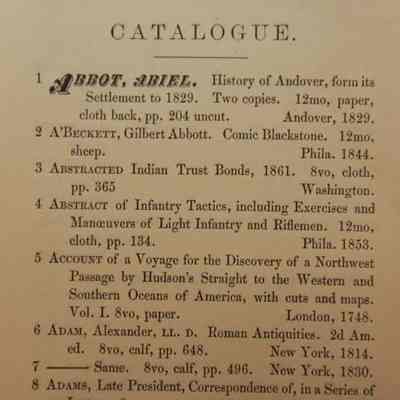 CATALOGUE.
1 ABBOT, ABIEL. History of Andover, form its
Settlement to 1829. Two copies. 12mo, paper,
cloth back, pp. 204 uncut. Andover, 1829.
2 A'BECKETT, Gilbert Abbott. Comic Blackstone. 12mo,
sheep. Phila. 1844.
3 ABSTRACTED Indian Trust Bonds, 1861. 8vo, cloth,
pp. 365 Washington.
4 ABSTRACT of Infantry Tactics, including Exercises and
Manœuvers of Light Infantry and Riflemen. 12mo,
cloth, pp. 134. Phila. 1853.
5 ACCOUNT of a Voyage for the Discovery of a Northwest
Passage by Hudson's Straight to the Western and
Southern Oceans of America, with cuts and maps.
Vol. I. 8vo, paper. London, 1748.
6 ADAM, Alexander, LL. D. Roman Antiquities. 2d Am.
ed. 8vo, calf, pp. 648. New York, 1814.
7 —— Same. 8vo, calf, pp. 496. New York, 1830.
8 ADAMS, Late President, Correspondence of, in a Series of